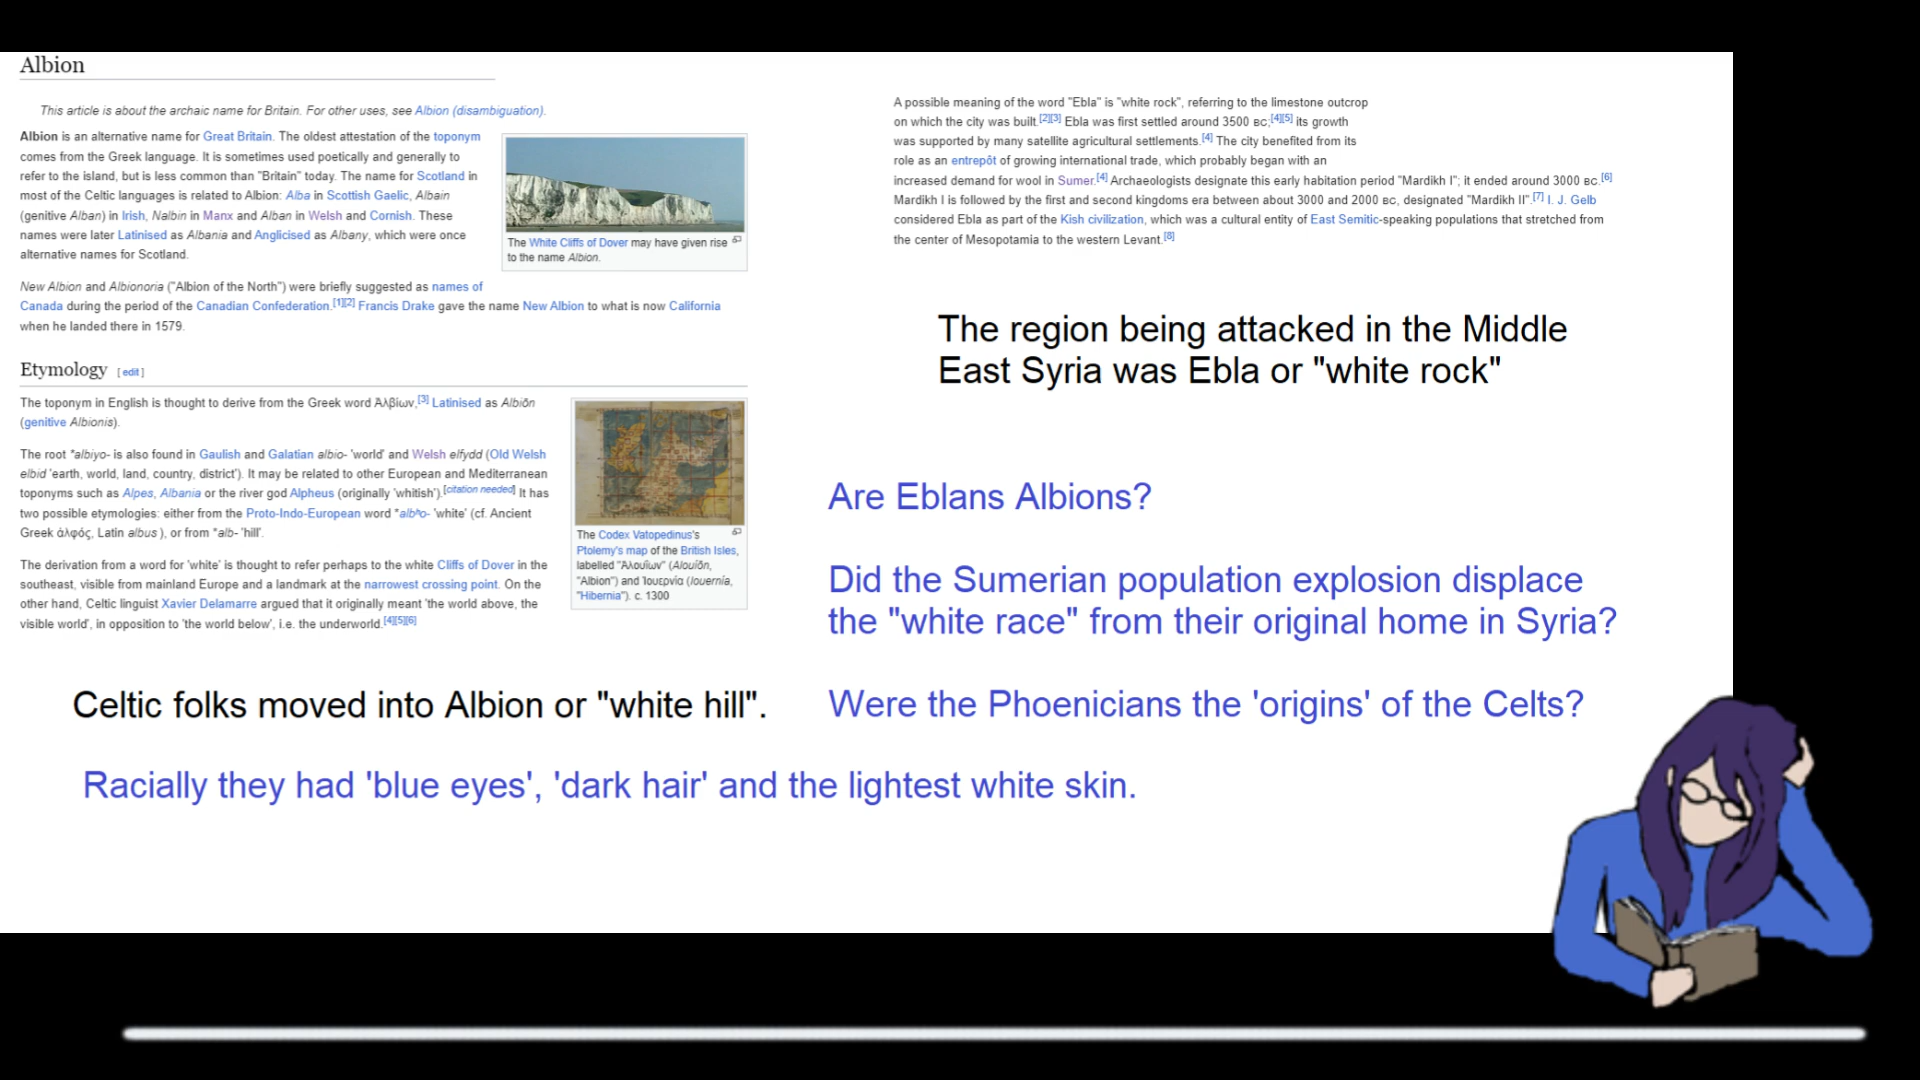 Albion
This article is about the archaic name for Britain. For other uses, see Albion (disambiguation).
Albion is an alternative name for Great Britain. The oldest attestation of the toponym
comes from the Greek language. It is sometimes used poetically and generally to
refer to the island, but is less common than "Britain" today. The name for Scotland in
most of the Celtic languages is related to Albion: Alba in Scottish Gaelic, Albain
(genitive Alban) in Irish, Nalbin in Manx and Alban in Welsh and Cornish. These
names were later Latinised as Albania and Anglicised as Albany, which were once
alternative names for Scotland.
The White Cliffs of Dover may have given rise
to the name Albion.
New Albion and Albionoria ("Albion of the North") were briefly suggested as names of
Canada during the period of the Canadian Confederation.[1][2] Francis Drake gave the name New Albion to what is now California
when he landed there in 1579.
Etymology [edit]
The toponym in English is thought to derive from the Greek word Ἀλβίων,[3] Latinised as Albiōn
(genitive Albionis).
The root *albiyo- is also found in Gaulish and Galatian albio- 'world' and Welsh elfydd (Old Welsh
elbid 'earth, world, land, country, district'). It may be related to other European and Mediterranean
toponyms such as Alpes, Albania or the river god Alpheus (originally 'whitish').[citation needed] It has
two possible etymologies: either from the Proto-Indo-European word *albʰo- 'white' (cf. Ancient
Greek ἀλφός, Latin albus), or from *alb- 'hill'.
The derivation from a word for 'white' is thought to refer perhaps to the white Cliffs of Dover in the
southeast, visible from mainland Europe and a landmark at the narrowest crossing point. On the
other hand, Celtic linguist Xavier Delamarre argued that it originally meant 'the world above, the
visible world', in opposition to 'the world below', i.e. the underworld.[4][5][6]
The Codex Vatopedinus's
Ptolemy's map of the British Isles,
labelled "Ἀλουΐων" (Alouíōn,
"Albion") and Ἰουερνία (Iouernía,
"Hibernia"). c. 1300
A possible meaning of the word "Ebla" is "white rock", referring to the limestone outcrop
on which the city was built.[2][3] Ebla was first settled around 3500 BC;[4][5] its growth
was supported by many satellite agricultural settlements.[4] The city benefited from its
role as an entrepôt of growing international trade, which probably began with an
increased demand for wool in Sumer.[4] Archaeologists designate this early habitation period "Mardikh I"; it ended around 3000 BC.[6]
Mardikh I is followed by the first and second kingdoms era between about 3000 and 2000 BC, designated "Mardikh II".[7] I. J. Gelb
considered Ebla as part of the Kish civilization, which was a cultural entity of East Semitic-speaking populations that stretched from
the center of Mesopotamia to the western Levant.[8]
The region being attacked in the Middle
East Syria was Ebla or "white rock"
Are Eblans Albions?
Did the Sumerian population explosion displace
the "white race" from their original home in Syria?
Celtic folks moved into Albion or "white hill".
Were the Phoenicians the 'origins' of the Celts?
Racially they had 'blue eyes', 'dark hair' and the lightest white skin.